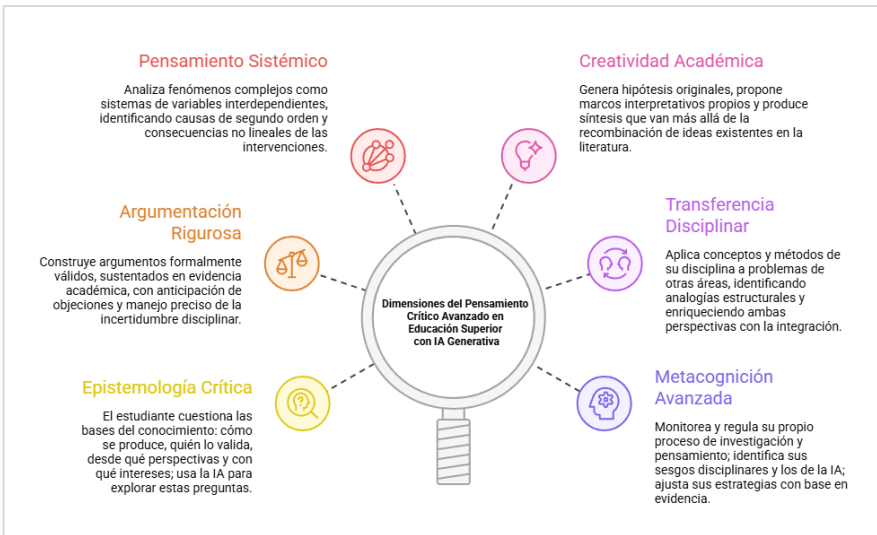 Pensamiento Sistémico
Analiza fenómenos complejos como
sistemas de variables interdependientes,
identificando causas de segundo orden y
consecuencias no lineales de las
intervenciones.
Creatividad Académica
Genera hipótesis originales, propone
marcos interpretativos propios y produce
síntesis que van más allá de la
recombinación de ideas existentes en la
literatura.
Argumentación
Rigurosa
Construye argumentos formalmente
válidos, sustentados en evidencia
académica, con anticipación de
objeciones y manejo preciso de la
incertidumbre disciplinar.
Transferencia
Disciplinar
Aplica conceptos y métodos de
su disciplina a problemas de
otras áreas, identificando
analogías estructurales y
enriqueciendo ambas
perspectivas con la integración.
Dimensiones del Pensamiento
Crítico Avanzado en
Educación Superior
con IA Generativa
Epistemología Crítica
El estudiante cuestiona las
bases del conocimiento: cómo
se produce, quién lo valida,
desde qué perspectivas y con
qué intereses; usa la IA para
explorar estas preguntas.
Metacognición
Avanzada
Monitorea y regula su propio
proceso de investigación y
pensamiento; identifica sus
sesgos disciplinares y los de la IA;
ajusta sus estrategias con base en
evidencia.